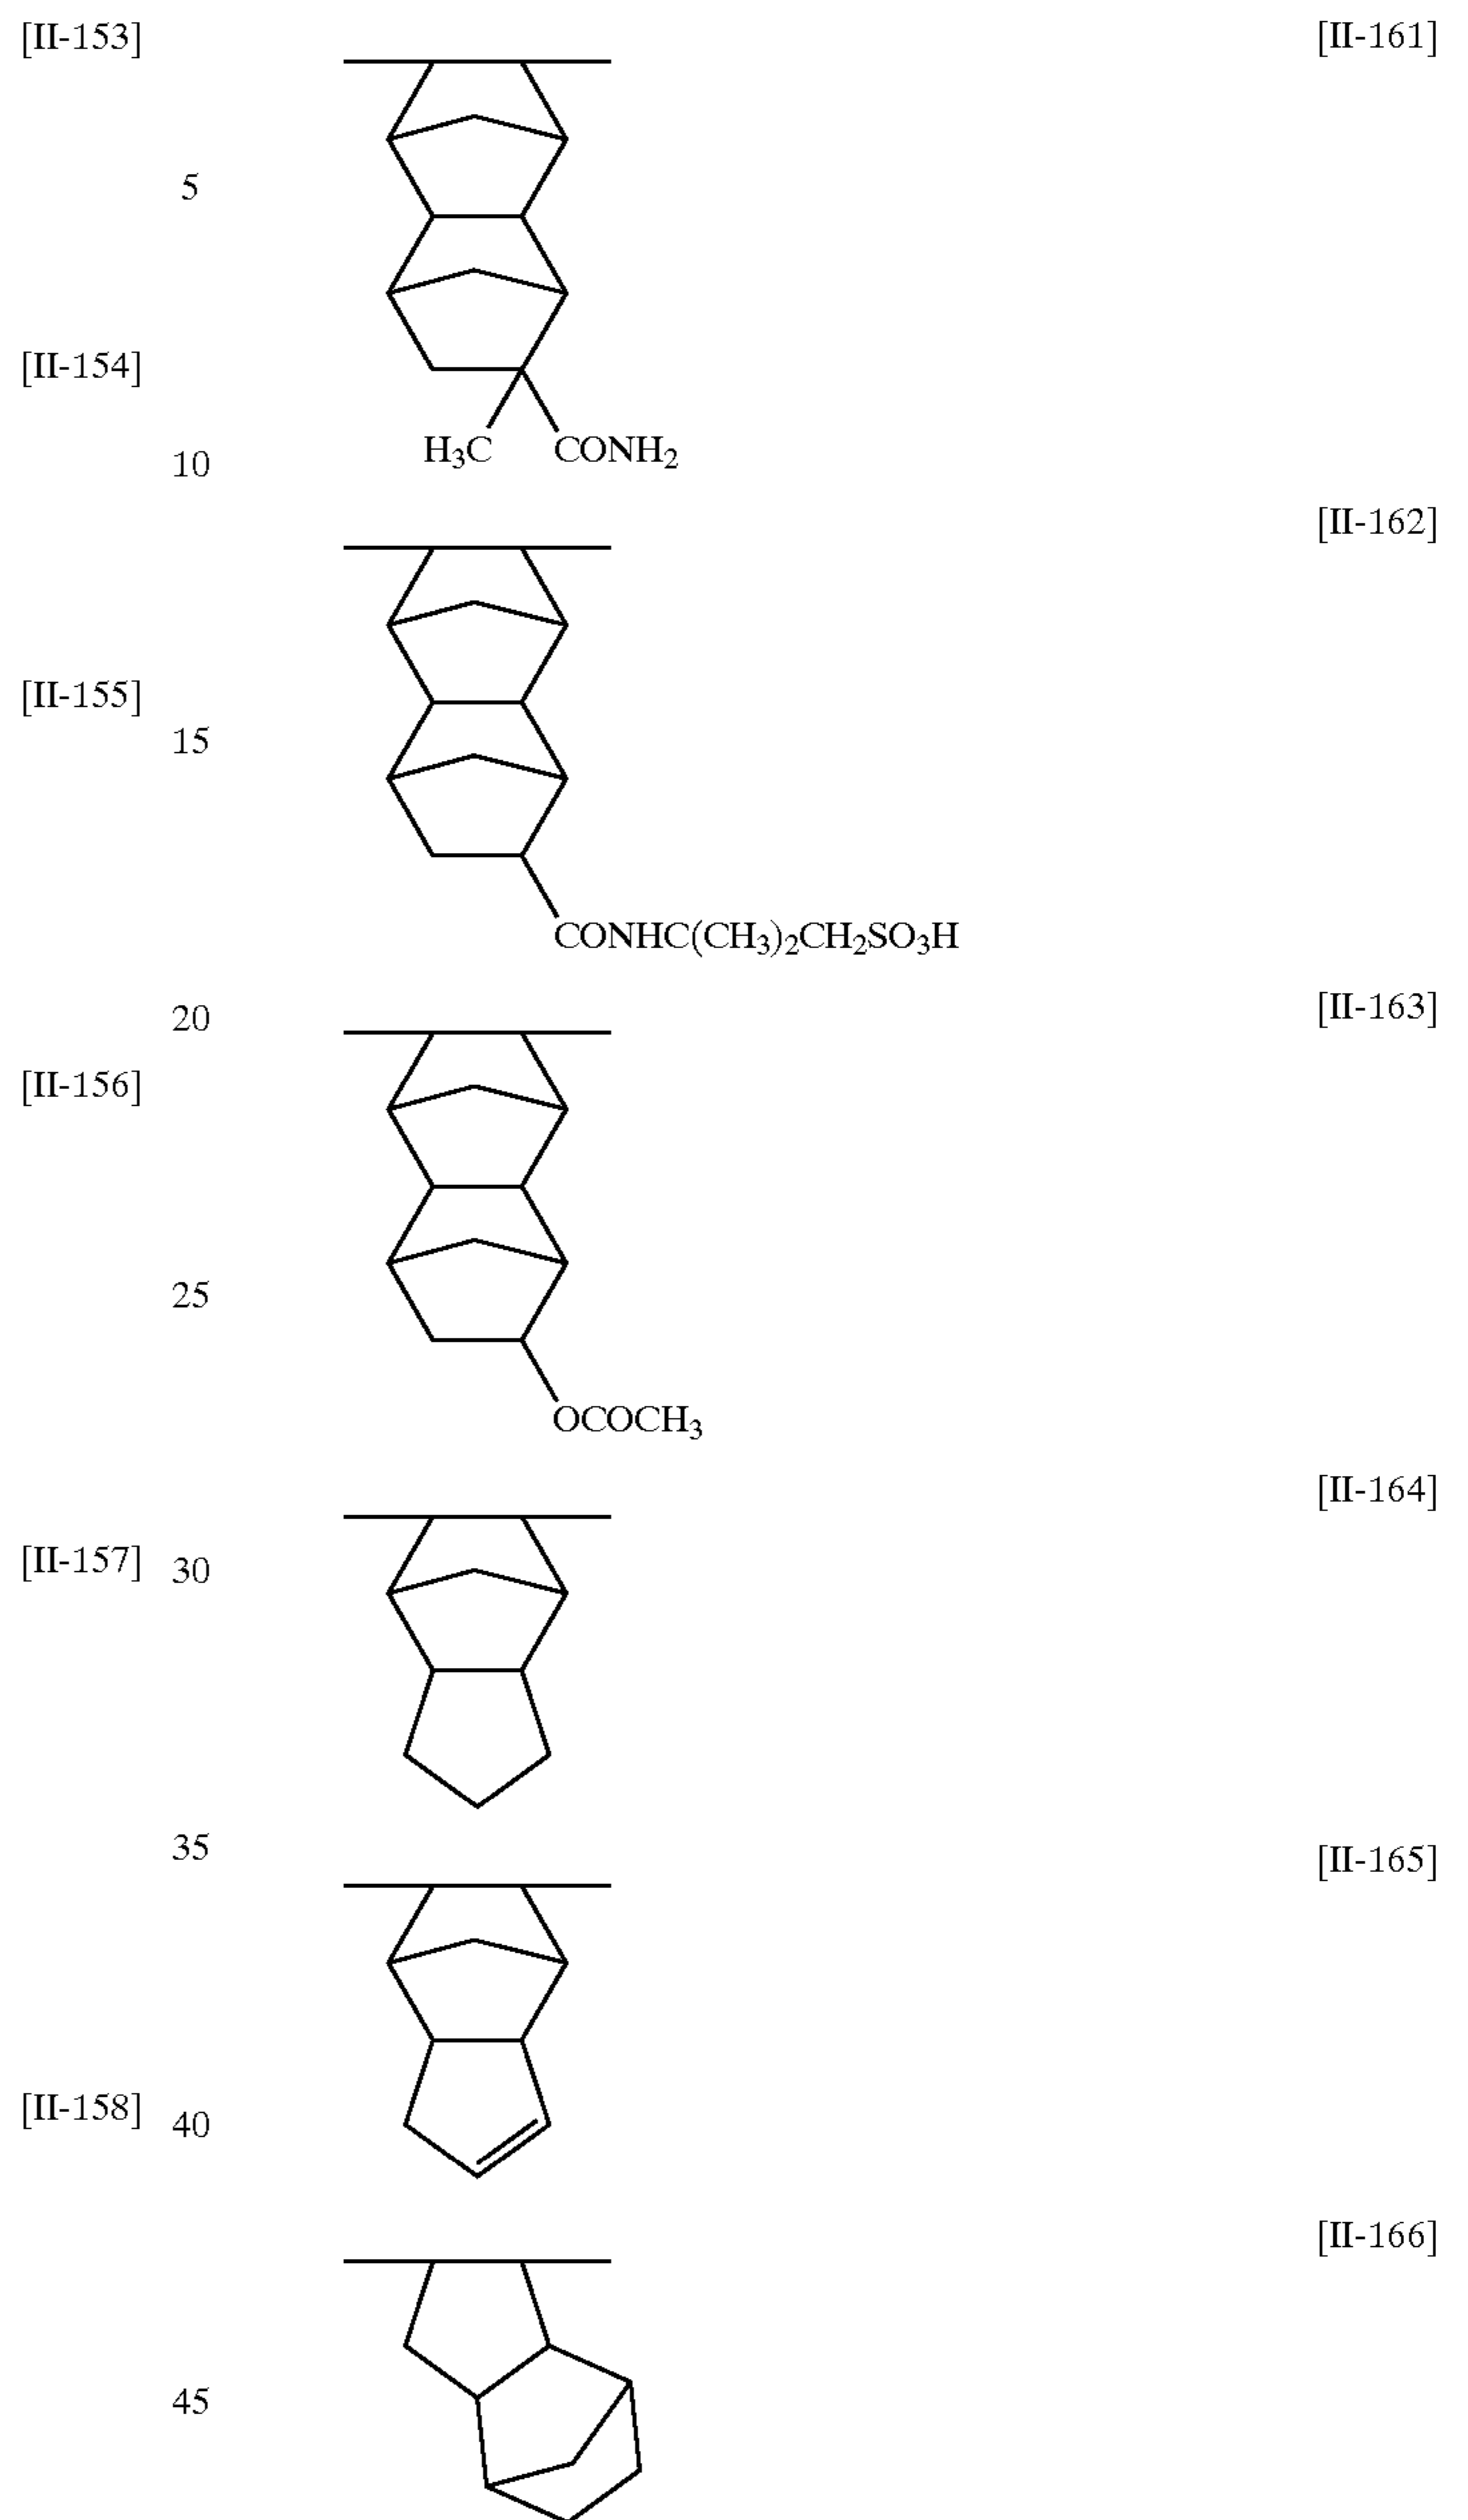 [II-153] [II-161]
5
[II-154]
H3C CONH2
10
[II-162]
[II-155]
15
CONHC(CH3)2CH2SO3H
20 [II-163]
[II-156]
25
OCOCH3
[II-164]
[II-157] 30
35 [II-165]
[II-158] 40
[II-166]
45